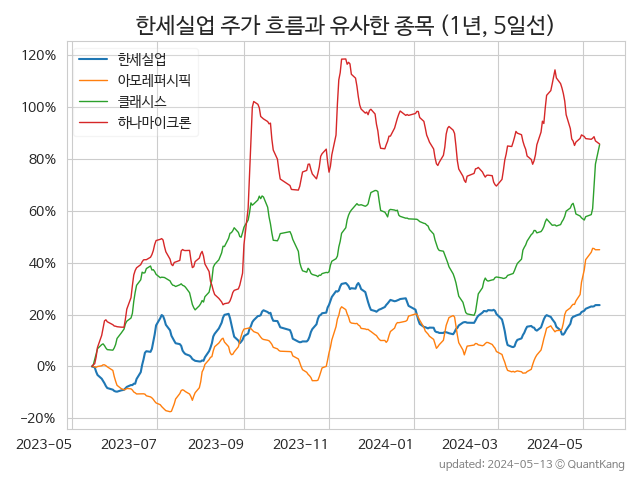 한세실업 주가 흐름과 유사한 종목 (1년, 5일선)
한세실업
아모레퍼시픽
클래시스
하나마이크론
120%
100%
80%
60%
40%
20%
0%
−20%
2023-05 2023-07 2023-09 2023-11 2024-01 2024-03 2024-05
updated: 2024-05-13 © QuantKang